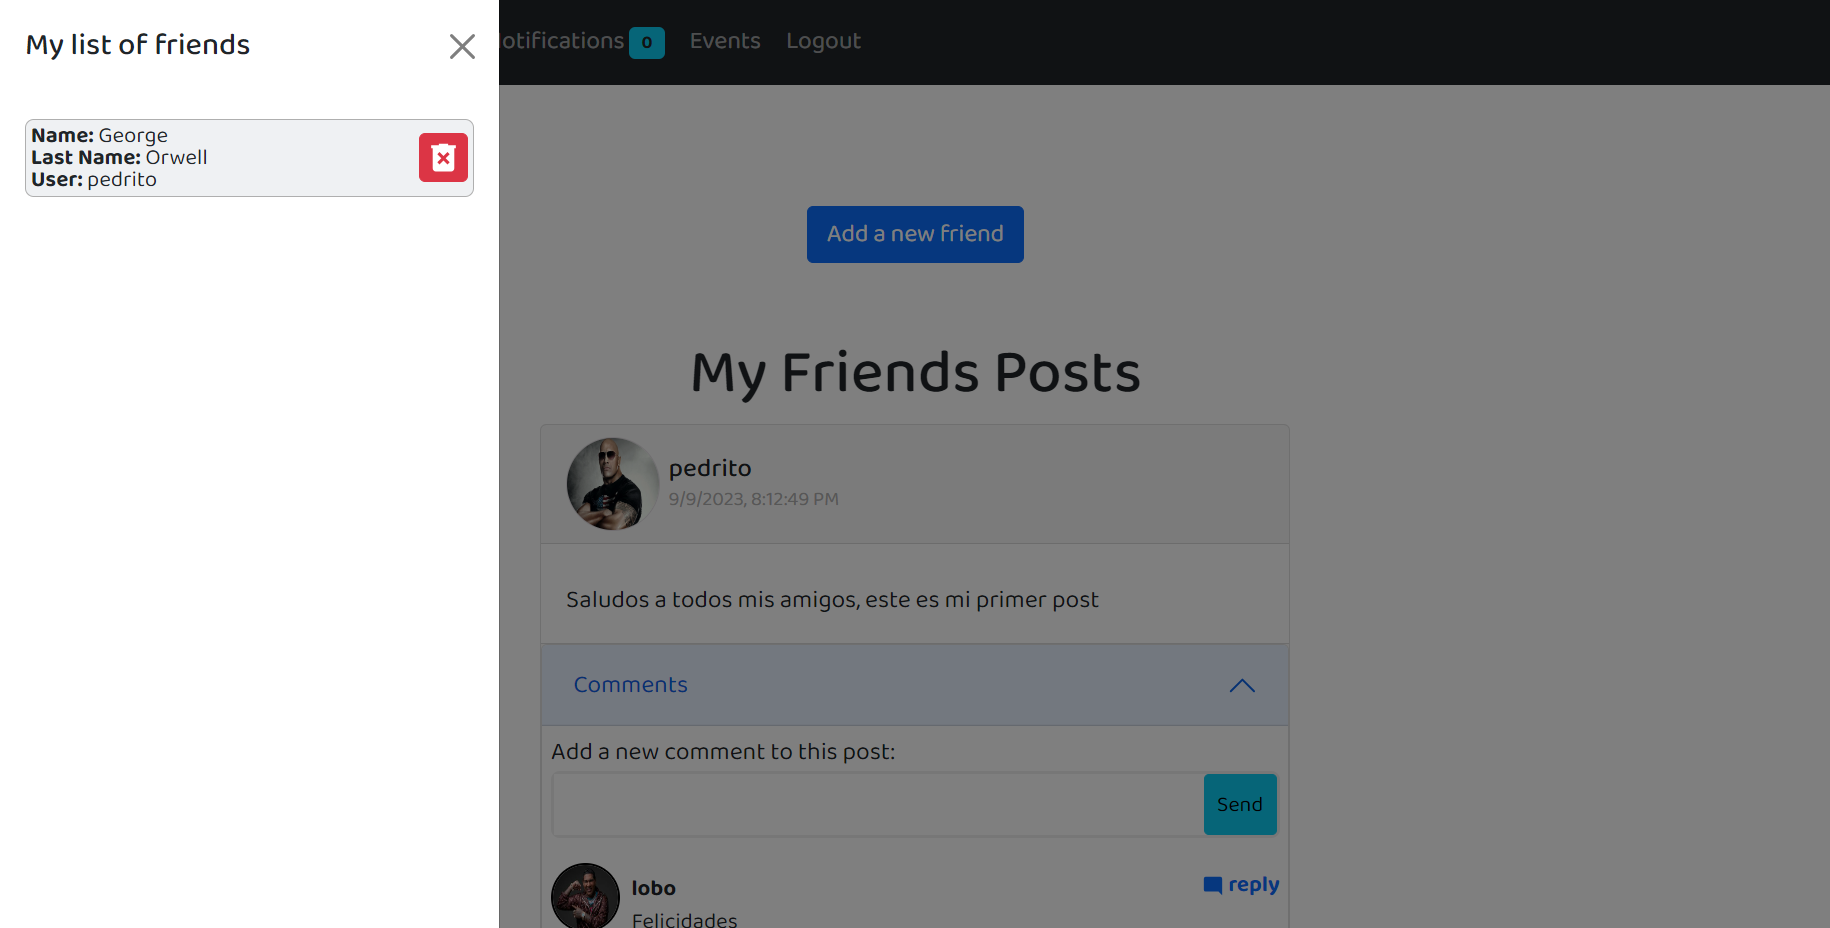 My list of friends
Name: George
Last Name: Orwell
User: pedrito
otifications 0 Events Logout
Add a new friend
My Friends Posts
pedrito
9/9/2023, 8:12:49 PM
Saludos a todos mis amigos, este es mi primer post
Comments
Add a new comment to this post:
Send
lobo
reply
Felicidades